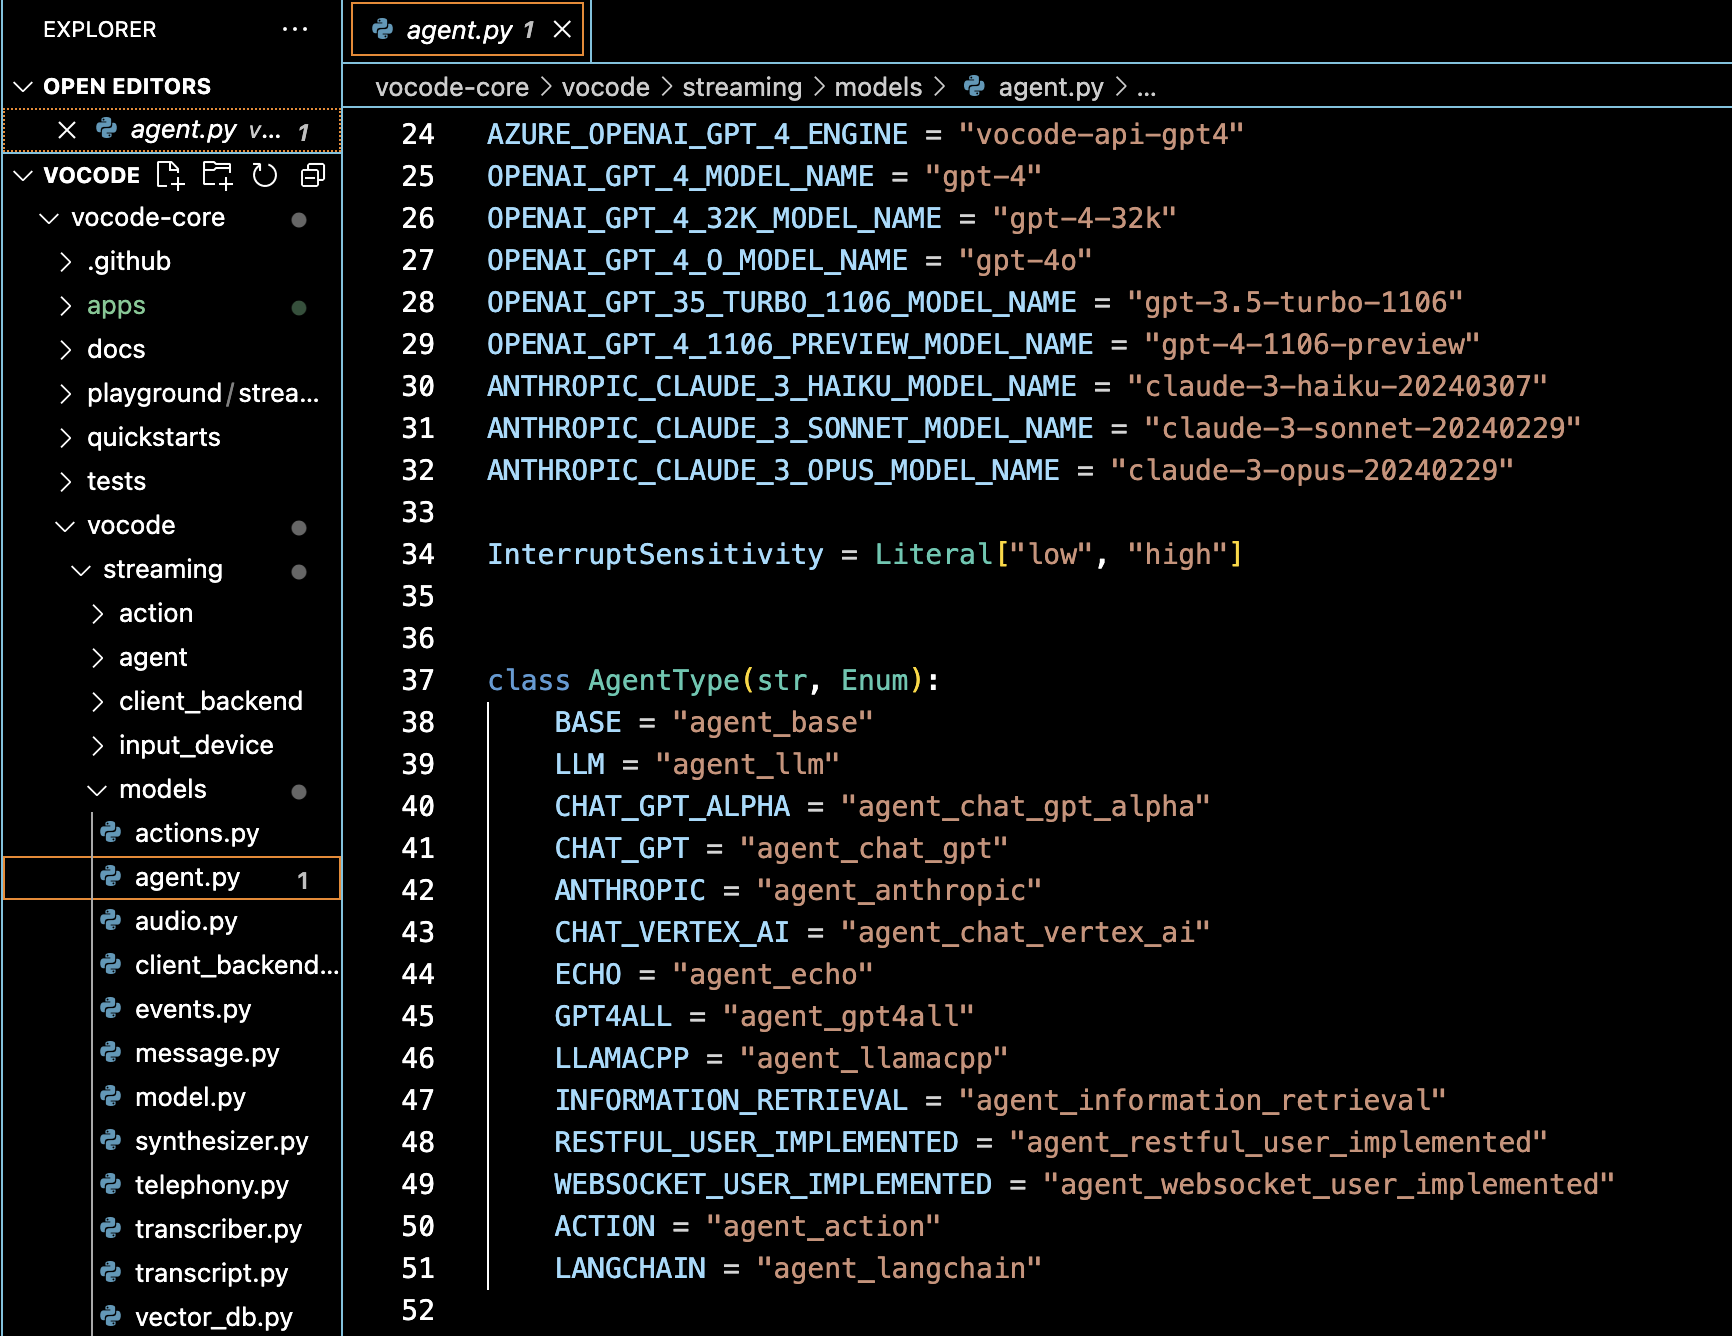 EXPLORER ...
OPEN EDITORS
agent.py v... 1
VOCODE
vocode-core
.github
apps
docs
playground/strea...
quickstarts
tests
vocode
streaming
action
agent
client_backend
input_device
models
actions.py
agent.py 1
audio.py
client_backend...
events.py
message.py
model.py
synthesizer.py
telephony.py
transcriber.py
transcript.py
vector_db.py
agent.py 1
vocode-core > vocode > streaming > models > agent.py > ...
24 AZURE_OPENAI_GPT_4_ENGINE = "vocode-api-gpt4"
25 OPENAI_GPT_4_MODEL_NAME = "gpt-4"
26 OPENAI_GPT_4_32K_MODEL_NAME = "gpt-4-32k"
27 OPENAI_GPT_4_O_MODEL_NAME = "gpt-4o"
28 OPENAI_GPT_35_TURBO_1106_MODEL_NAME = "gpt-3.5-turbo-1106"
29 OPENAI_GPT_4_1106_PREVIEW_MODEL_NAME = "gpt-4-1106-preview"
30 ANTHROPIC_CLAUDE_3_HAIKU_MODEL_NAME = "claude-3-haiku-20240307"
31 ANTHROPIC_CLAUDE_3_SONNET_MODEL_NAME = "claude-3-sonnet-20240229"
32 ANTHROPIC_CLAUDE_3_OPUS_MODEL_NAME = "claude-3-opus-20240229"
33
34 InterruptSensitivity = Literal["low", "high"]
35
36
37 class AgentType(str, Enum):
38     BASE = "agent_base"
39     LLM = "agent_llm"
40     CHAT_GPT_ALPHA = "agent_chat_gpt_alpha"
41     CHAT_GPT = "agent_chat_gpt"
42     ANTHROPIC = "agent_anthropic"
43     CHAT_VERTEX_AI = "agent_chat_vertex_ai"
44     ECHO = "agent_echo"
45     GPT4ALL = "agent_gpt4all"
46     LLAMACPP = "agent_llamacpp"
47     INFORMATION_RETRIEVAL = "agent_information_retrieval"
48     RESTFUL_USER_IMPLEMENTED = "agent_restful_user_implemented"
49     WEBSOCKET_USER_IMPLEMENTED = "agent_websocket_user_implemented"
50     ACTION = "agent_action"
51     LANGCHAIN = "agent_langchain"
52